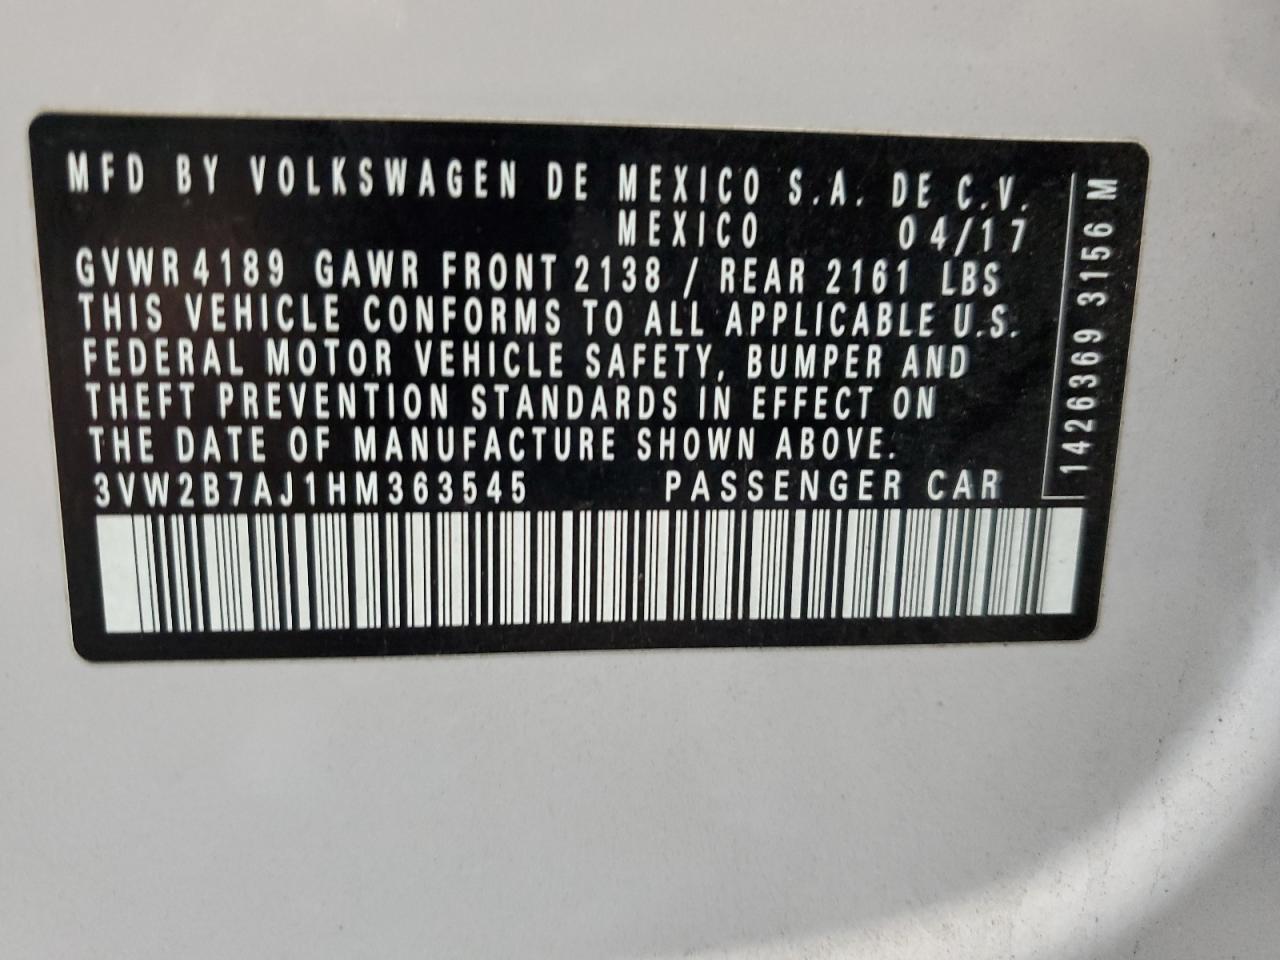 MFD BY VOLKSWAGEN DE MEXICO S.A. DE C.V.
MEXICO 04/17
GVWR 4189 GAWR FRONT 2138 / REAR 2161 LBS
THIS VEHICLE CONFORMS TO ALL APPLICABLE U.S.
FEDERAL MOTOR VEHICLE SAFETY, BUMPER AND
THEFT PREVENTION STANDARDS IN EFFECT ON
THE DATE OF MANUFACTURE SHOWN ABOVE.
3VW2B7AJ1HM363545 PASSENGER CAR
1426369 3156 M